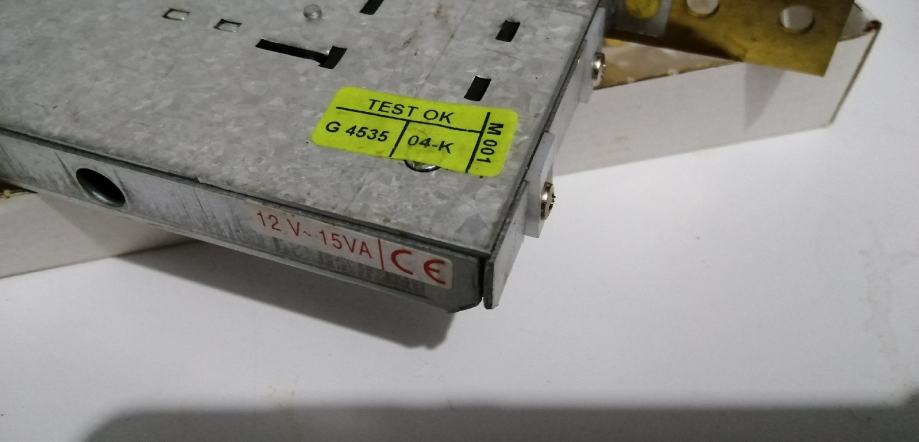 TEST OK
G 4535
04-K
M 001
12 V~ 15VA
CE